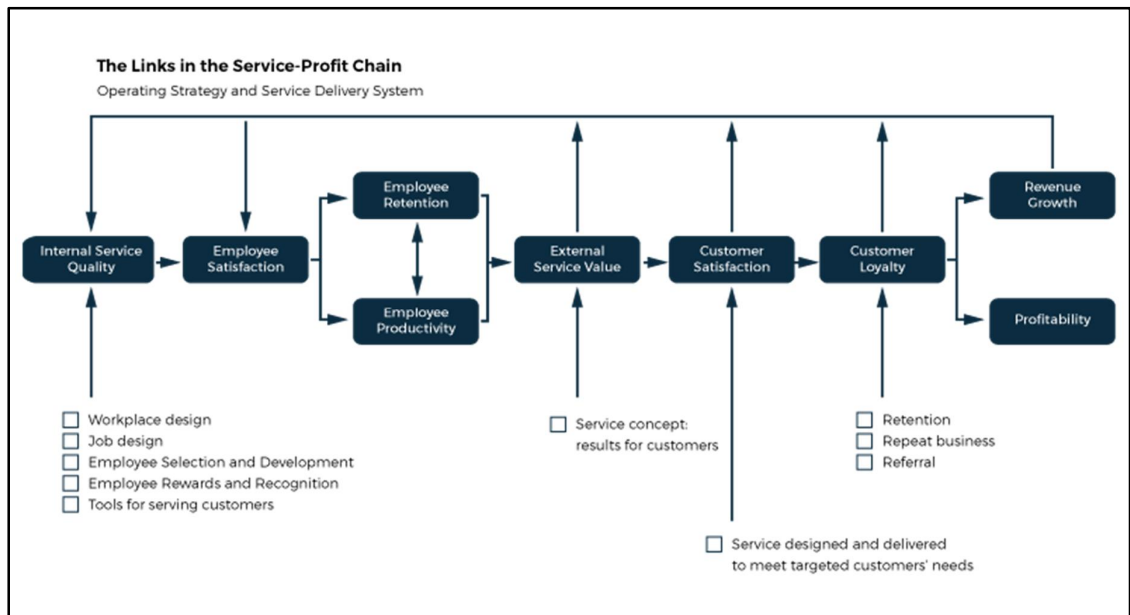 The Links in the Service-Profit Chain
Operating Strategy and Service Delivery System
Employee
Retention
Revenue
Growth
Internal Service
Quality
Employee
Satisfaction
External
Service Value
Customer
Satisfaction
Customer
Loyalty
Employee
Productivity
Profitability
Workplace design
Job design
Employee Selection and Development
Employee Rewards and Recognition
Tools for serving customers
Service concept:
results for customers
Retention
Repeat business
Referral
Service designed and delivered
to meet targeted customers' needs